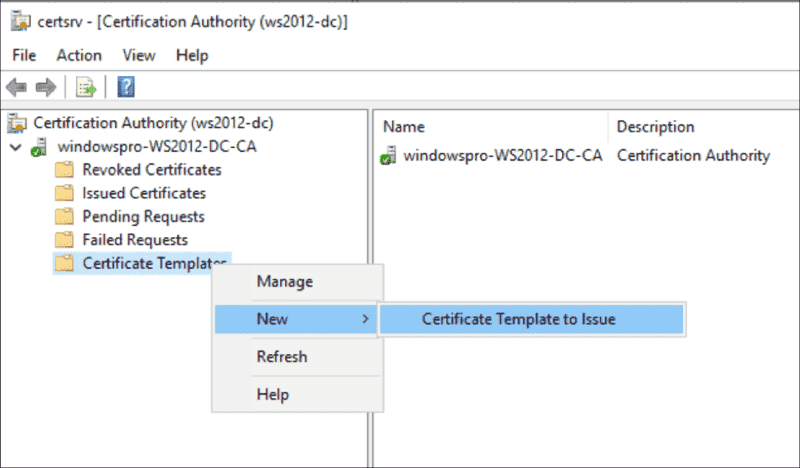 certsrv - [Certification Authority (ws2012-dc)]
File Action View Help
Certification Authority (ws2012-dc)
windowspro-WS2012-DC-CA
Revoked Certificates
Issued Certificates
Pending Requests
Failed Requests
Certificate Templates
Name Description
windowspro-WS2012-DC-CA Certification Authority
Manage
New
Certificate Template to Issue
Refresh
Help